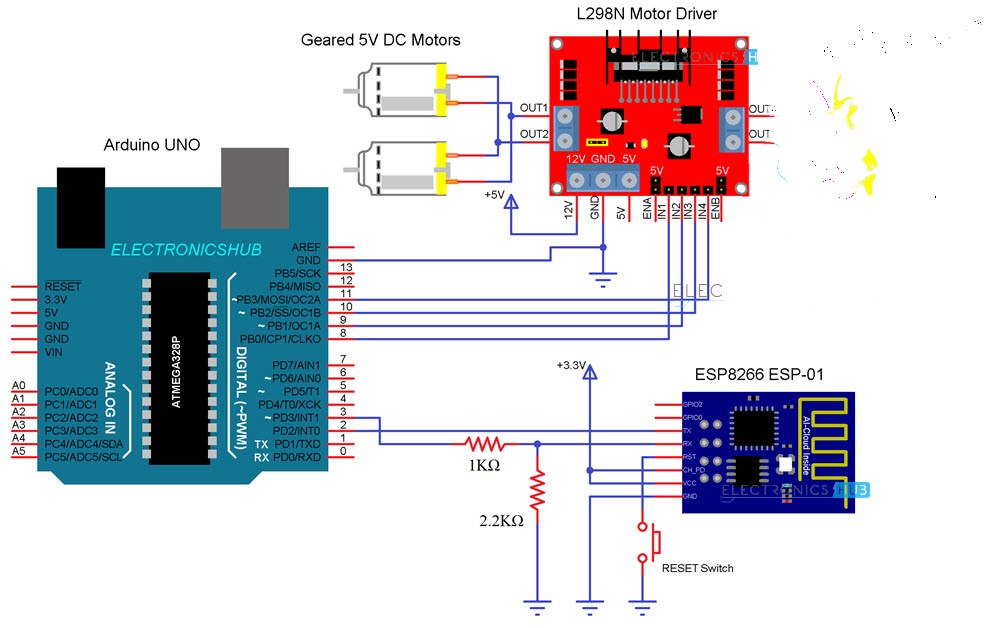 L298N Motor Driver
Geared 5V DC Motors
ELECTRONICS H
OUT1
OUT2
OUT
OUT
12V GND 5V
5V
5V
+5V
12V
GND
5V
ENA
IN1
IN2
IN3
IN4
ENB
Arduino UNO
ELECTRONICSHUB
RESET
3.3V
5V
GND
GND
VIN
A0 PC0/ADC0
A1 PC1/ADC1
A2 PC2/ADC2
A3 PC3/ADC3
A4 PC4/ADC4/SDA
A5 PC5/ADC5/SCL
ANALOG IN
ATMEGA328P
DIGITAL (~PWM)
AREF
GND
PB5/SCK 13
PB4/MISO 12
~PB3/MOSI/OC2A 11
~ PB2/SS/OC1B 10
~ PB1/OC1A 9
PB0/ICP1/CLKO 8
PD7/AIN1 7
~ PD6/AIN0 6
~ PD5/T1 5
PD4/T0/XCK 4
~ PD3/INT1 3
PD2/INT0 2
TX PD1/TXD 1
RX PD0/RXD 0
ELEC
+3.3V
1KΩ
2.2KΩ
ESP8266 ESP-01
GPIO2
GPIO0
TX
RX
RST
CH_PD
VCC
GND
AI-Cloud Inside
ELECTRONICS HUB
RESET Switch